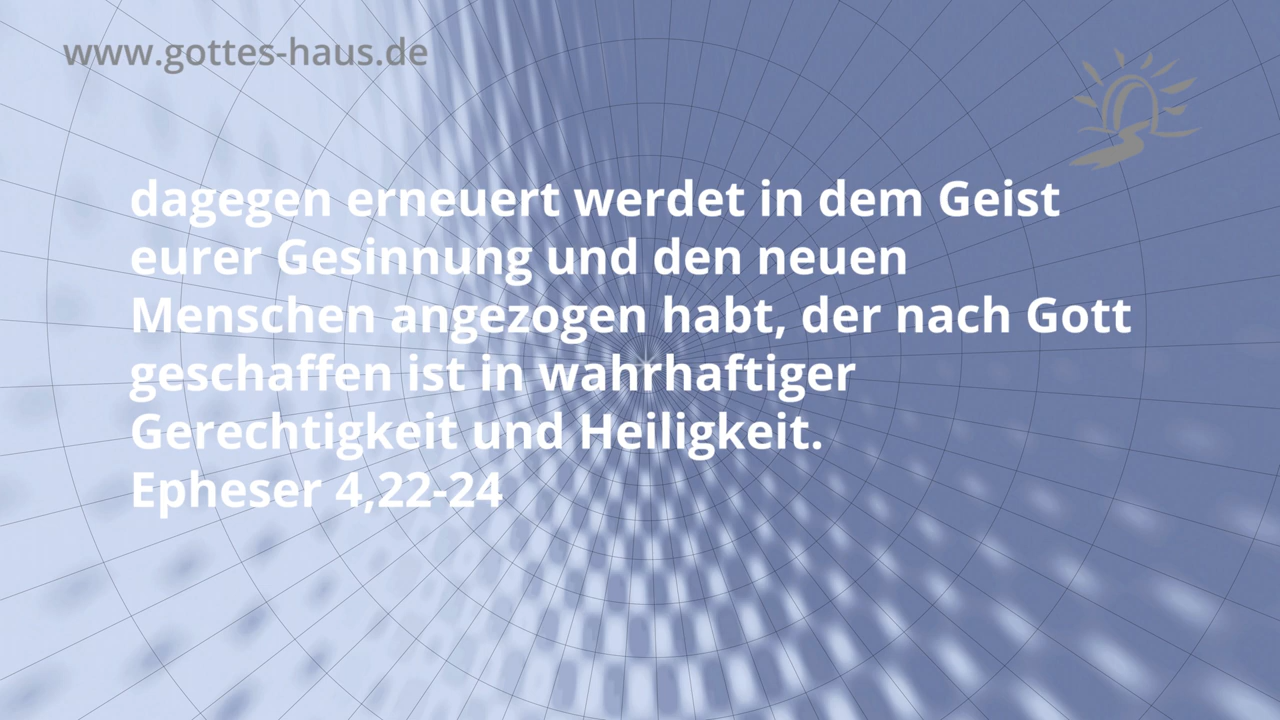 www.gottes-haus.de
dagegen erneuert werdet in dem Geist
eurer Gesinnung und den neuen
Menschen angezogen habt, der nach Gott
geschaffen ist in wahrhaftiger
Gerechtigkeit und Heiligkeit.
Epheser 4,22-24